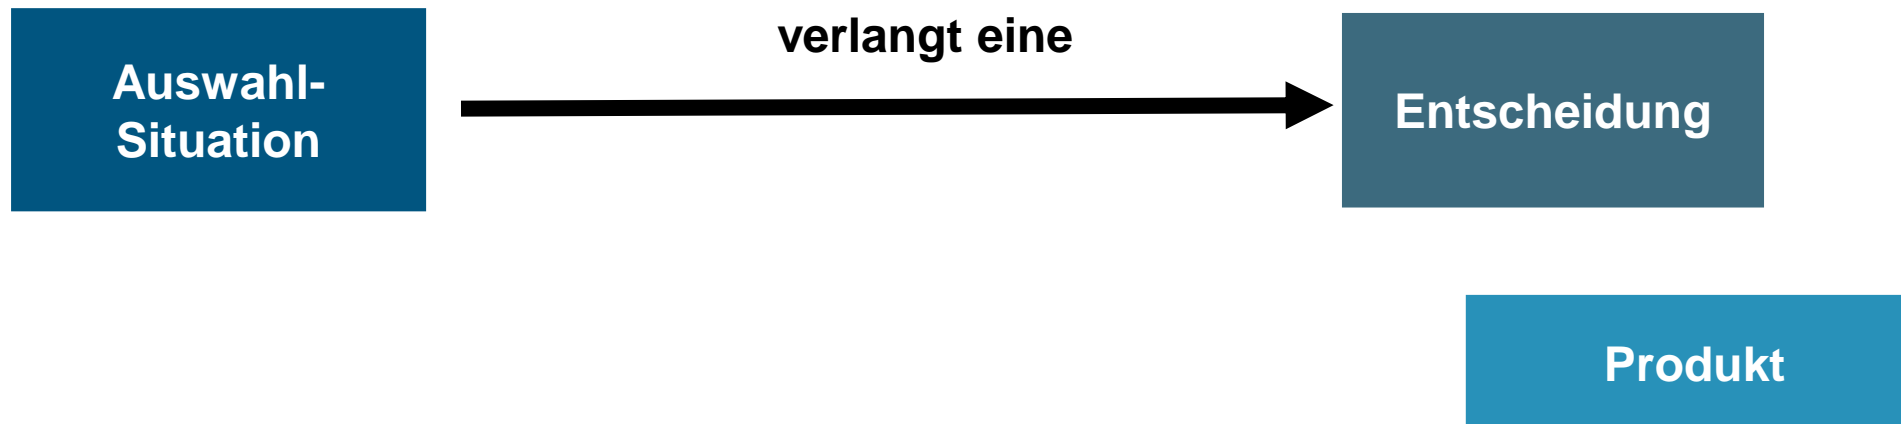 Auswahl-
Situation
verlangt eine
Entscheidung
Produkt